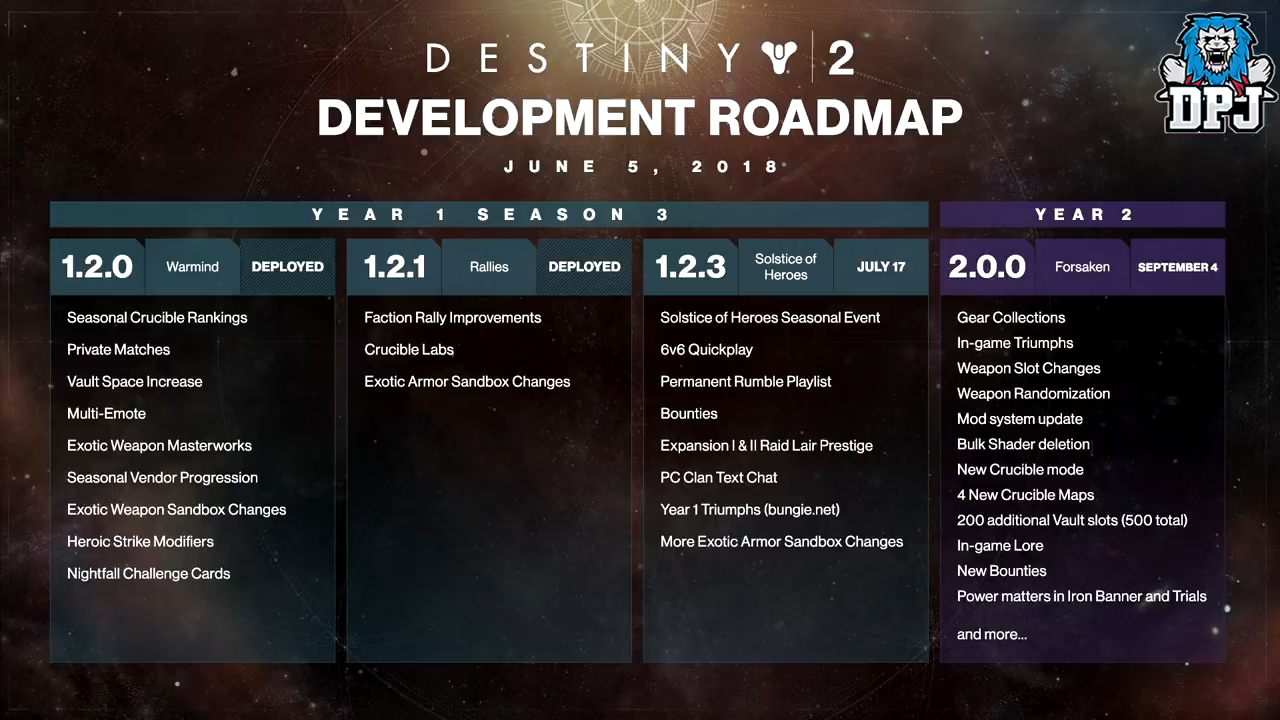 DESTINY 2
DPJ
DEVELOPMENT ROADMAP
JUNE 5, 2018
YEAR 1 SEASON 3
YEAR 2
1.2.0
Warmind
DEPLOYED
Seasonal Crucible Rankings
Private Matches
Vault Space Increase
Multi-Emote
Exotic Weapon Masterworks
Seasonal Vendor Progression
Exotic Weapon Sandbox Changes
Heroic Strike Modifiers
Nightfall Challenge Cards
1.2.1
Rallies
DEPLOYED
Faction Rally Improvements
Crucible Labs
Exotic Armor Sandbox Changes
1.2.3
Solstice of
Heroes
JULY 17
Solstice of Heroes Seasonal Event
6v6 Quickplay
Permanent Rumble Playlist
Bounties
Expansion I & II Raid Lair Prestige
PC Clan Text Chat
Year 1 Triumphs (bungie.net)
More Exotic Armor Sandbox Changes
2.0.0
Forsaken
SEPTEMBER 4
Gear Collections
In-game Triumphs
Weapon Slot Changes
Weapon Randomization
Mod system update
Bulk Shader deletion
New Crucible mode
4 New Crucible Maps
200 additional Vault slots (500 total)
In-game Lore
New Bounties
Power matters in Iron Banner and Trials
and more...